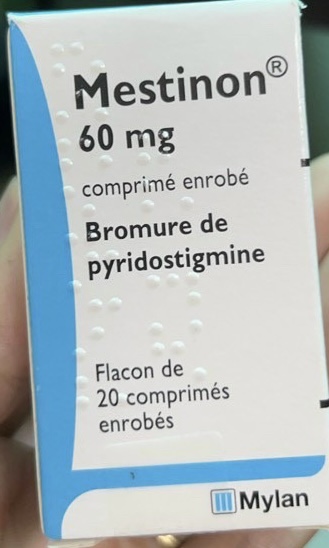 Mestinon®
60 mg
comprimé enrobé
Bromure de
pyridostigmine
Flacon de
20 comprimés
enrobés
Mylan